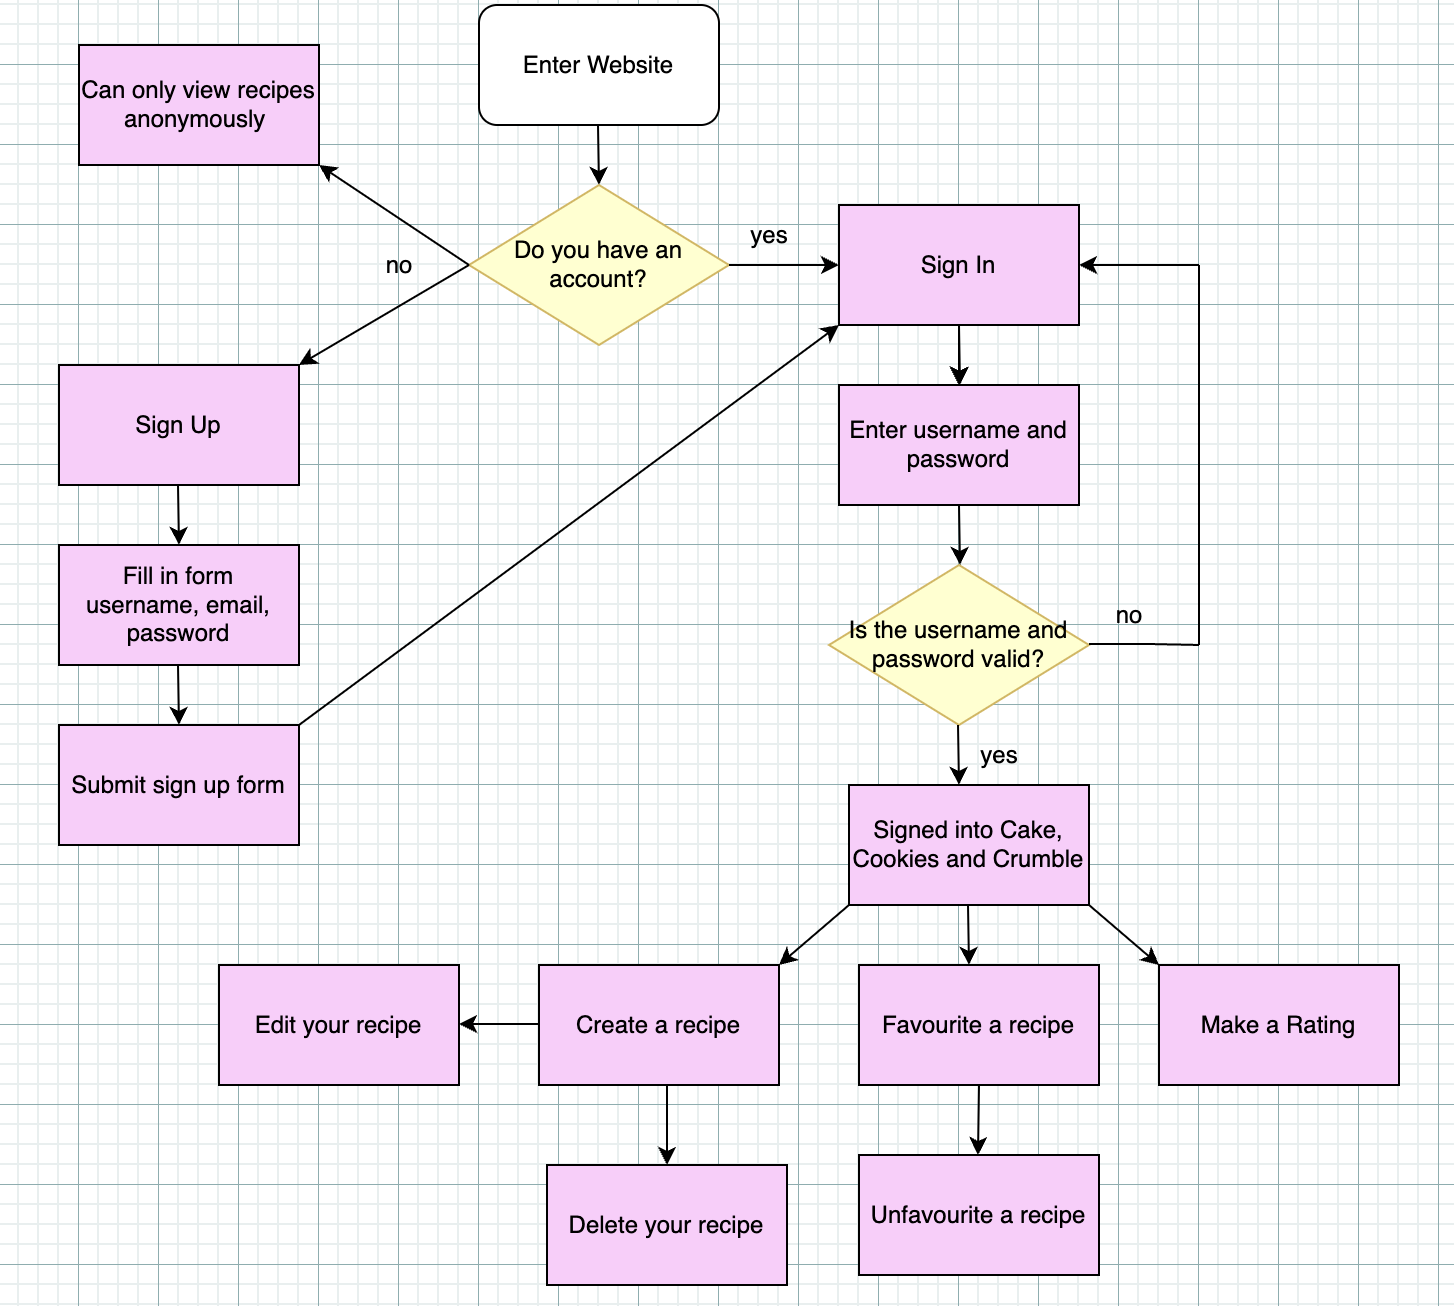 Enter Website
Can only view recipes
anonymously
Do you have an
account?
yes
no
Sign In
Sign Up
Enter username and
password
Fill in form
username, email,
password
Is the username and
password valid?
no
yes
Submit sign up form
Signed into Cake,
Cookies and Crumble
Edit your recipe
Create a recipe
Favourite a recipe
Make a Rating
Delete your recipe
Unfavourite a recipe